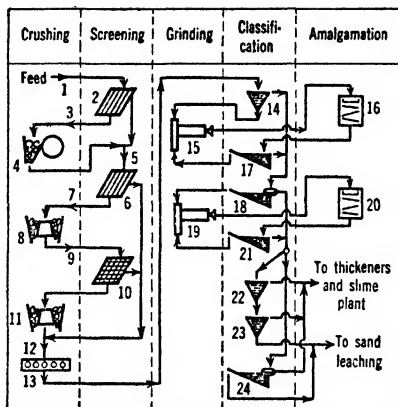 Crushing
Screening
Grinding
Classifi-
cation
Amalgamation
Feed
1
2
3
4
5
6
7
8
9
10
11
12
13
14
15
16
17
18
19
20
21
22
23
24
To thickeners
and slime
plant
To sand
leaching